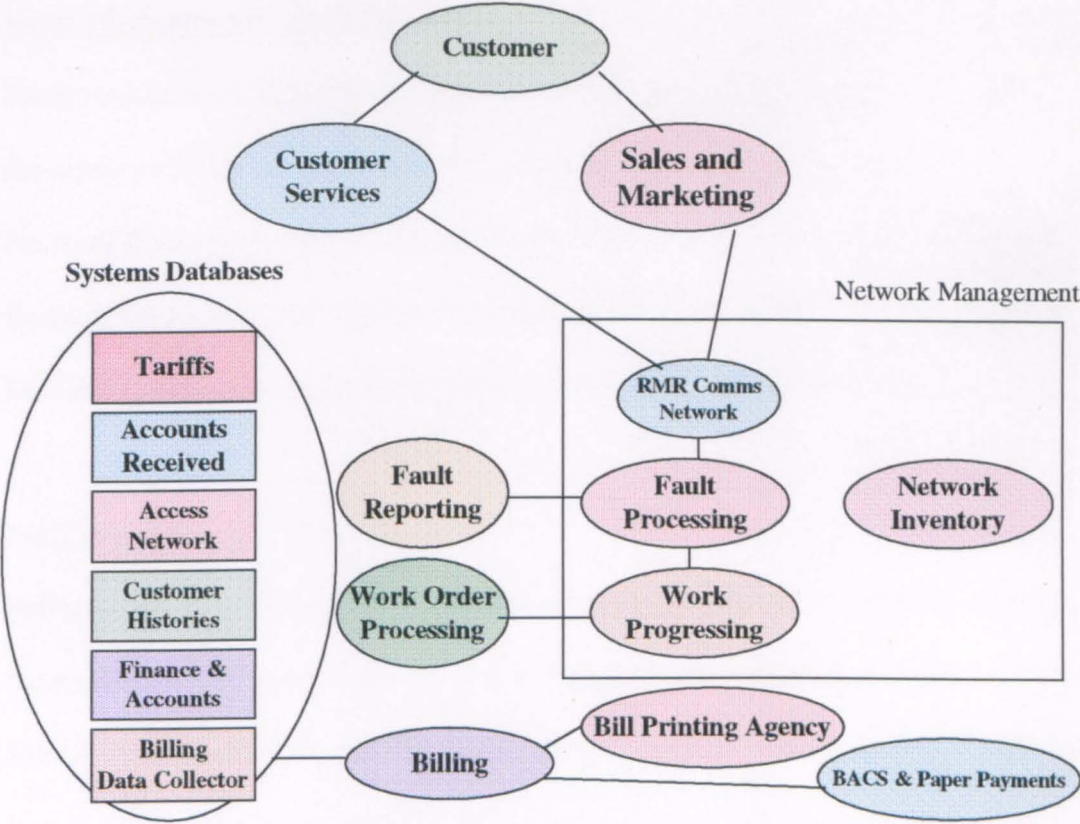 Customer
Customer
Services
Sales and
Marketing
Systems Databases
Network Management
Tariffs
Accounts
Received
Access
Network
Customer
Histories
Finance &
Accounts
Billing
Data Collector
RMR Comms
Network
Fault
Reporting
Fault
Processing
Network
Inventory
Work Order
Processing
Work
Progressing
Billing
Bill Printing Agency
BACS & Paper Payments